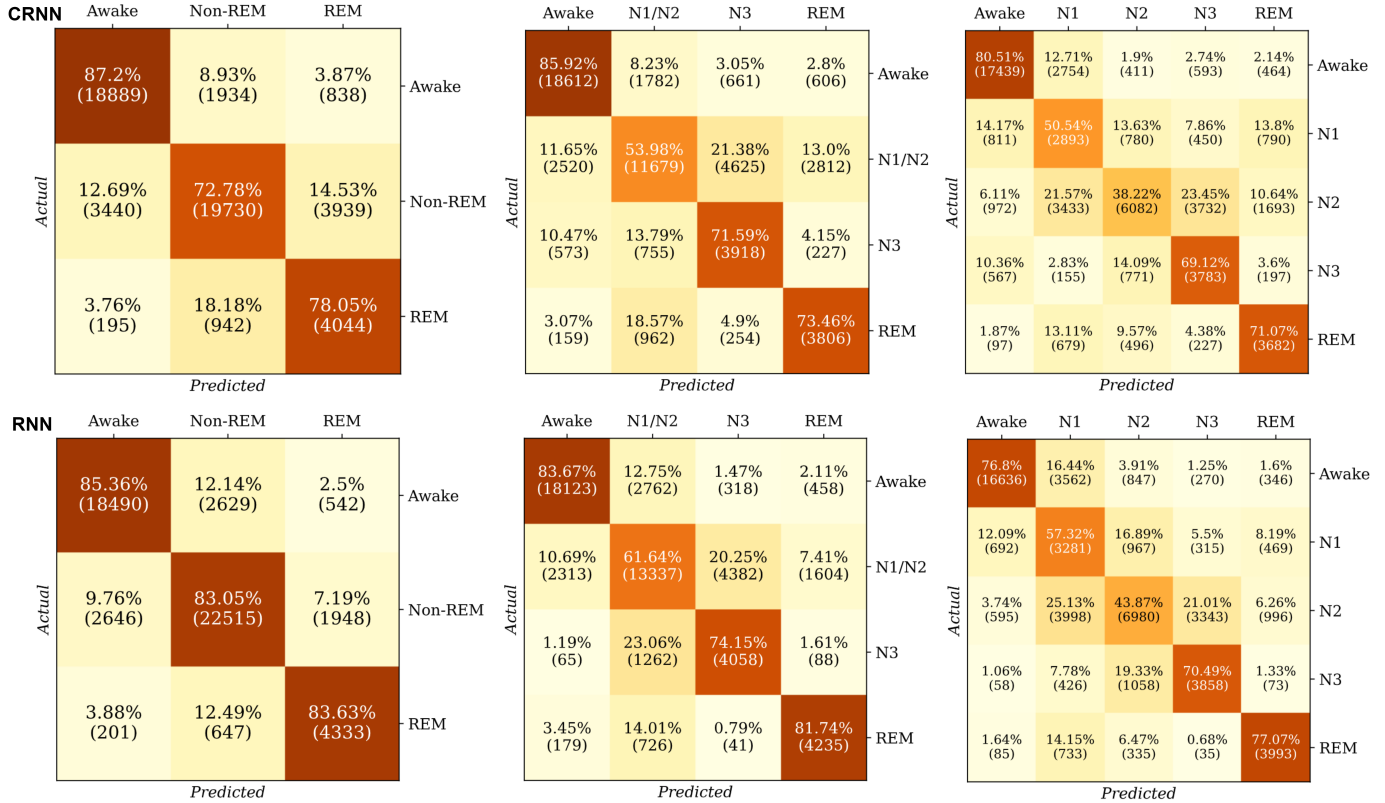 CRNN
Awake Non-REM REM
87.2% 8.93% 3.87%
(18889) (1934) (838)
Awake
12.69% 72.78% 14.53%
(3440) (19730) (3939)
Non-REM
3.76% 18.18% 78.05%
(195) (942) (4044)
REM
Actual
Predicted
Awake N1/N2 N3 REM
85.92% 8.23% 3.05% 2.8%
(18612) (1782) (661) (606)
Awake
11.65% 53.98% 21.38% 13.0%
(2520) (11679) (4625) (2812)
N1/N2
10.47% 13.79% 71.59% 4.15%
(573) (755) (3918) (227)
N3
3.07% 18.57% 4.9% 73.46%
(159) (962) (254) (3806)
REM
Actual
Predicted
Awake N1 N2 N3 REM
80.51% 12.71% 1.9% 2.74% 2.14%
(17439) (2754) (411) (593) (464)
Awake
14.17% 50.54% 13.63% 7.86% 13.8%
(811) (2893) (780) (450) (790)
N1
6.11% 21.57% 38.22% 23.45% 10.64%
(972) (3433) (6082) (3732) (1693)
N2
10.36% 2.83% 14.09% 69.12% 3.6%
(567) (155) (771) (3783) (197)
N3
1.87% 13.11% 9.57% 4.38% 71.07%
(97) (679) (496) (227) (3682)
REM
Actual
Predicted
RNN
Awake Non-REM REM
85.36% 12.14% 2.5%
(18490) (2629) (542)
Awake
9.76% 83.05% 7.19%
(2646) (22515) (1948)
Non-REM
3.88% 12.49% 83.63%
(201) (647) (4333)
REM
Actual
Predicted
Awake N1/N2 N3 REM
83.67% 12.75% 1.47% 2.11%
(18123) (2762) (318) (458)
Awake
10.69% 61.64% 20.25% 7.41%
(2313) (13337) (4382) (1604)
N1/N2
1.19% 23.06% 74.15% 1.61%
(65) (1262) (4058) (88)
N3
3.45% 14.01% 0.79% 81.74%
(179) (726) (41) (4235)
REM
Actual
Predicted
Awake N1 N2 N3 REM
76.8% 16.44% 3.91% 1.25% 1.6%
(16636) (3562) (847) (270) (346)
Awake
12.09% 57.32% 16.89% 5.5% 8.19%
(692) (3281) (967) (315) (469)
N1
3.74% 25.13% 43.87% 21.01% 6.26%
(595) (3998) (6980) (3343) (996)
N2
1.06% 7.78% 19.33% 70.49% 1.33%
(58) (426) (1058) (3858) (73)
N3
1.64% 14.15% 6.47% 0.68% 77.07%
(85) (733) (335) (35) (3993)
REM
Actual
Predicted